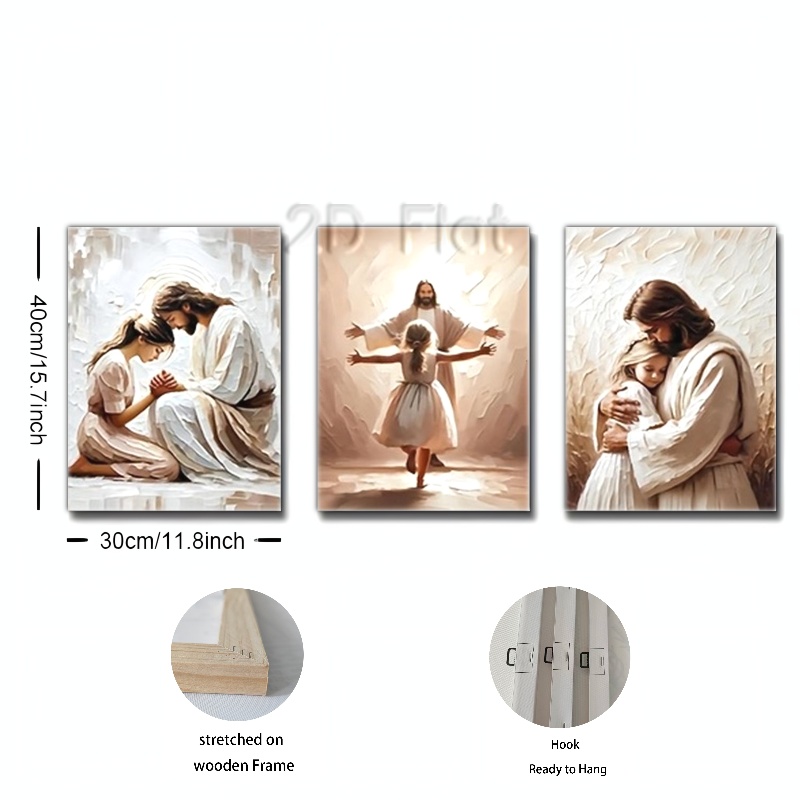 2D Flat
40cm/15.7inch
30cm/11.8inch
stretched on
wooden Frame
Hook
Ready to Hang